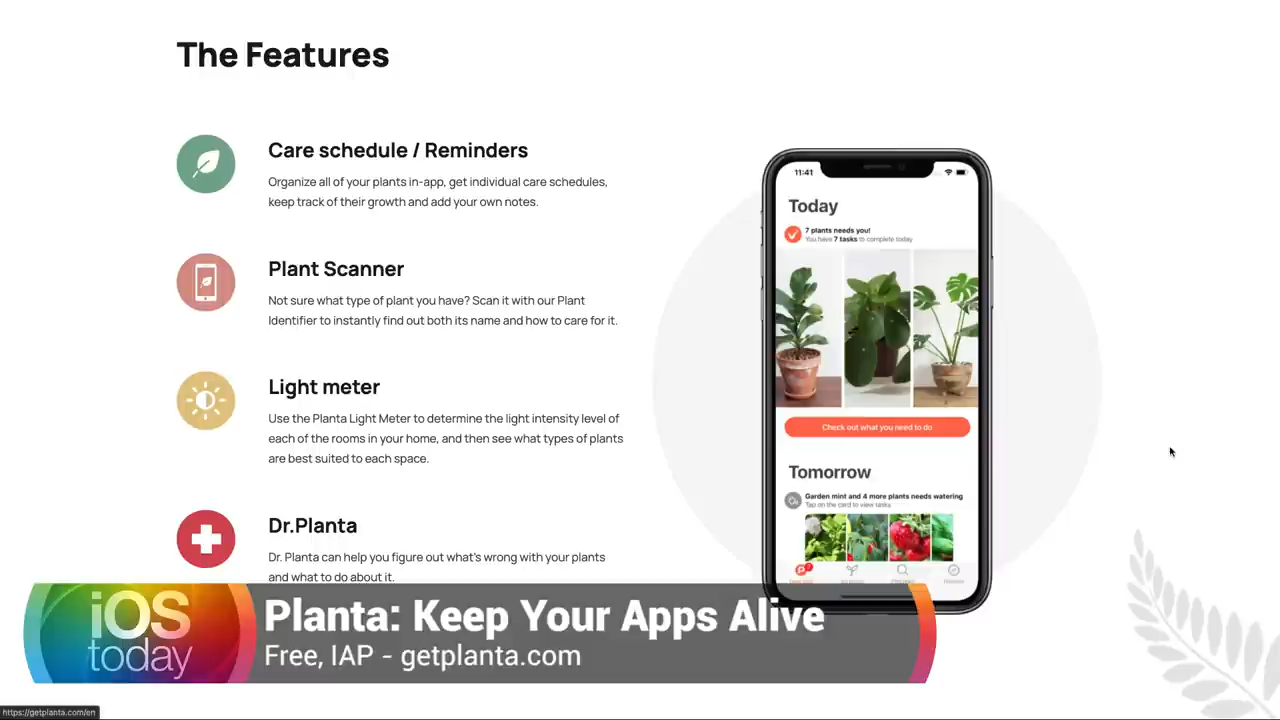 The Features
Care schedule / Reminders
Organize all of your plants in-app, get individual care schedules,
keep track of their growth and add your own notes.
Plant Scanner
Not sure what type of plant you have? Scan it with our Plant
Identifier to instantly find out both its name and how to care for it.
Light meter
Use the Planta Light Meter to determine the light intensity level of
each of the rooms in your home, and then see what types of plants
are best suited to each space.
Dr.Planta
Dr. Planta can help you figure out what's wrong with your plants
and what to do about it.
11:41
Today
7 plants needs you!
You have 7 tasks to complete today
Check out what you need to do
Tomorrow
Garden mint and 4 more plants needs watering
Tap on the card to view tasks
iOS
today
Planta: Keep Your Apps Alive
Free, IAP - getplanta.com
https://getplanta.com/en